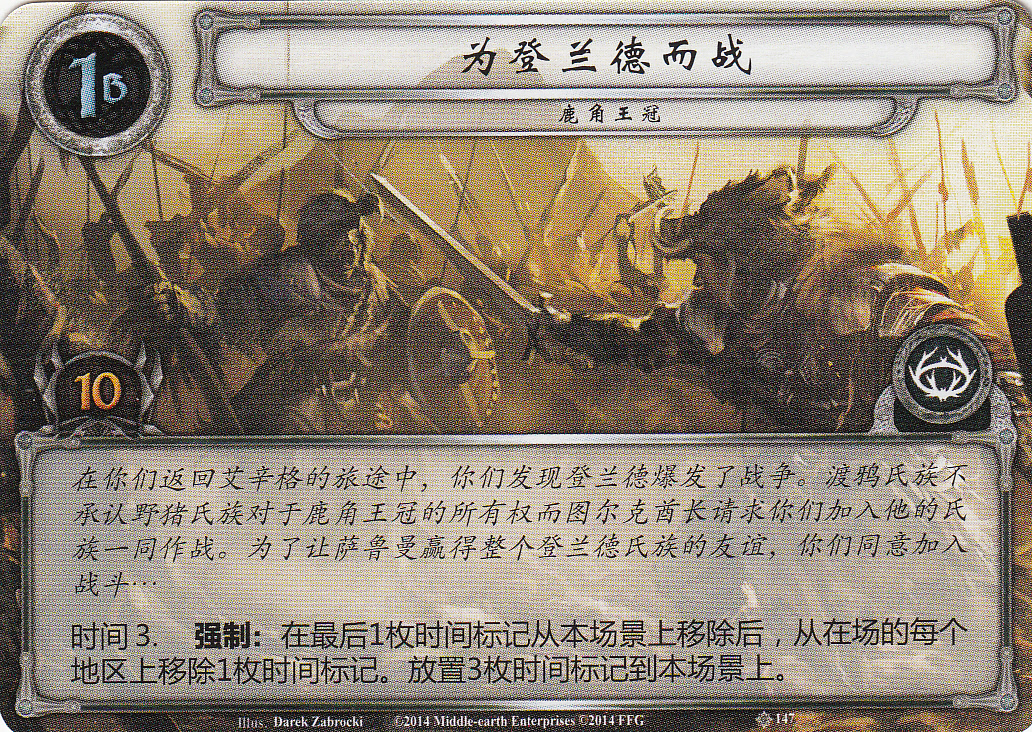 1B
为登兰德而战
鹿角王冠
10
在你们返回艾辛格的旅途中，你们发现登兰德爆发了战争。渡鸦氏族不
承认野猪氏族对于鹿角王冠的所有权而图尔克酋长请求你们加入他的氏
族一同作战。为了让萨鲁曼赢得整个登兰德氏族的友谊，你们同意加入
战斗…
时间 3. 强制：在最后1枚时间标记从本场景上移除后，从在场的每个
地区上移除1枚时间标记。放置3枚时间标记到本场景上。
Illus. Darek Zabrocki ©2014 Middle-earth Enterprises ©2014 FFG 147